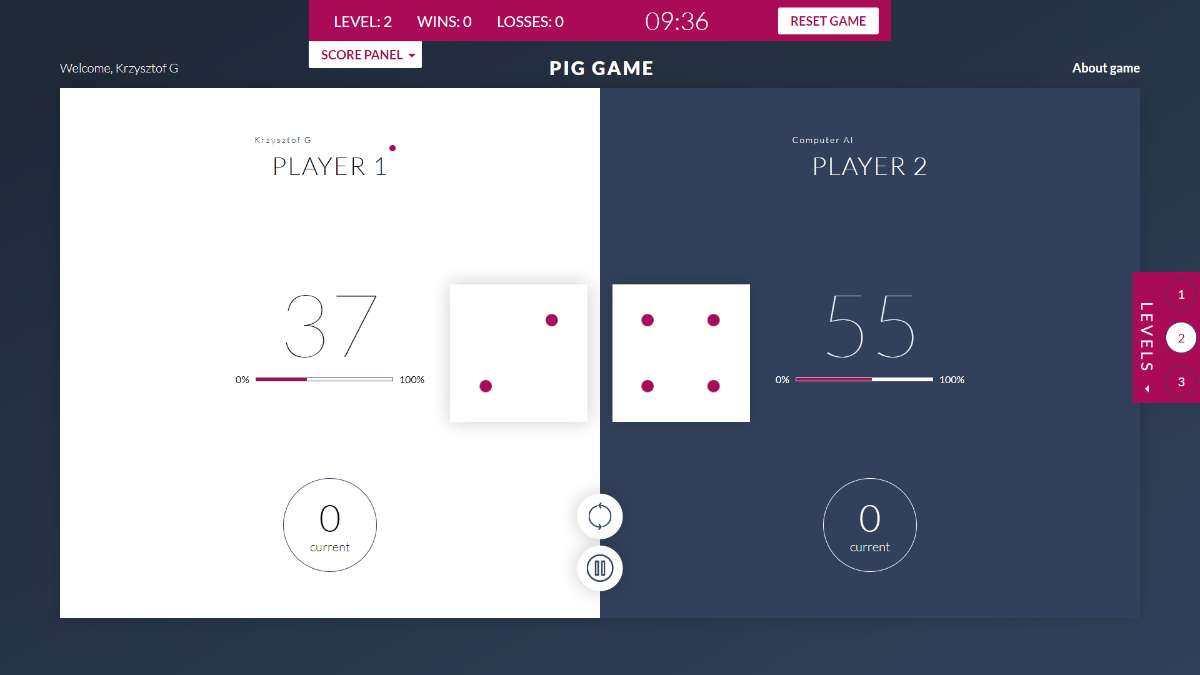 LEVEL: 2 WINS: 0 LOSSES: 0 09:36 RESET GAME
SCORE PANEL
Welcome, Krzysztof G PIG GAME About game
Krzysztof G
PLAYER 1
Computer AI
PLAYER 2
37
0% 100%
55
0% 100%
0
current
0
current
LEVELS
1
2
3